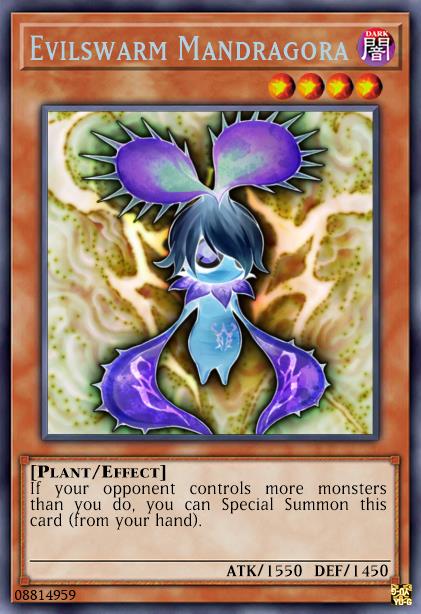 Evilswarm Mandragora
DARK
闇
[Plant/Effect]
If your opponent controls more monsters
than you do, you can Special Summon this
card (from your hand).
ATK/1550 DEF/1450
08814959